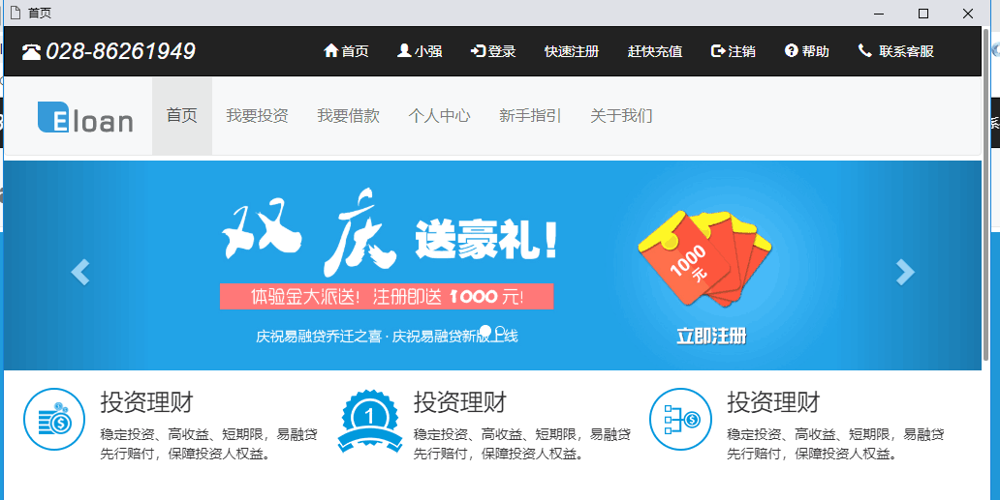 首页
028-86261949 首页 小强 登录 快速注册 赶快充值 注销 帮助 联系客服
Eloan 首页 我要投资 我要借款 个人中心 新手指引 关于我们
双庆送豪礼!
体验金大派送! 注册即送 1000 元!
庆祝易融贷乔迁之喜 · 庆祝易融贷新版上线
1000
元
立即注册
投资理财
稳定投资、高收益、短期限，易融贷
先行赔付，保障投资人权益。
1
投资理财
稳定投资、高收益、短期限，易融贷
先行赔付，保障投资人权益。
投资理财
稳定投资、高收益、短期限，易融贷
先行赔付，保障投资人权益。
系